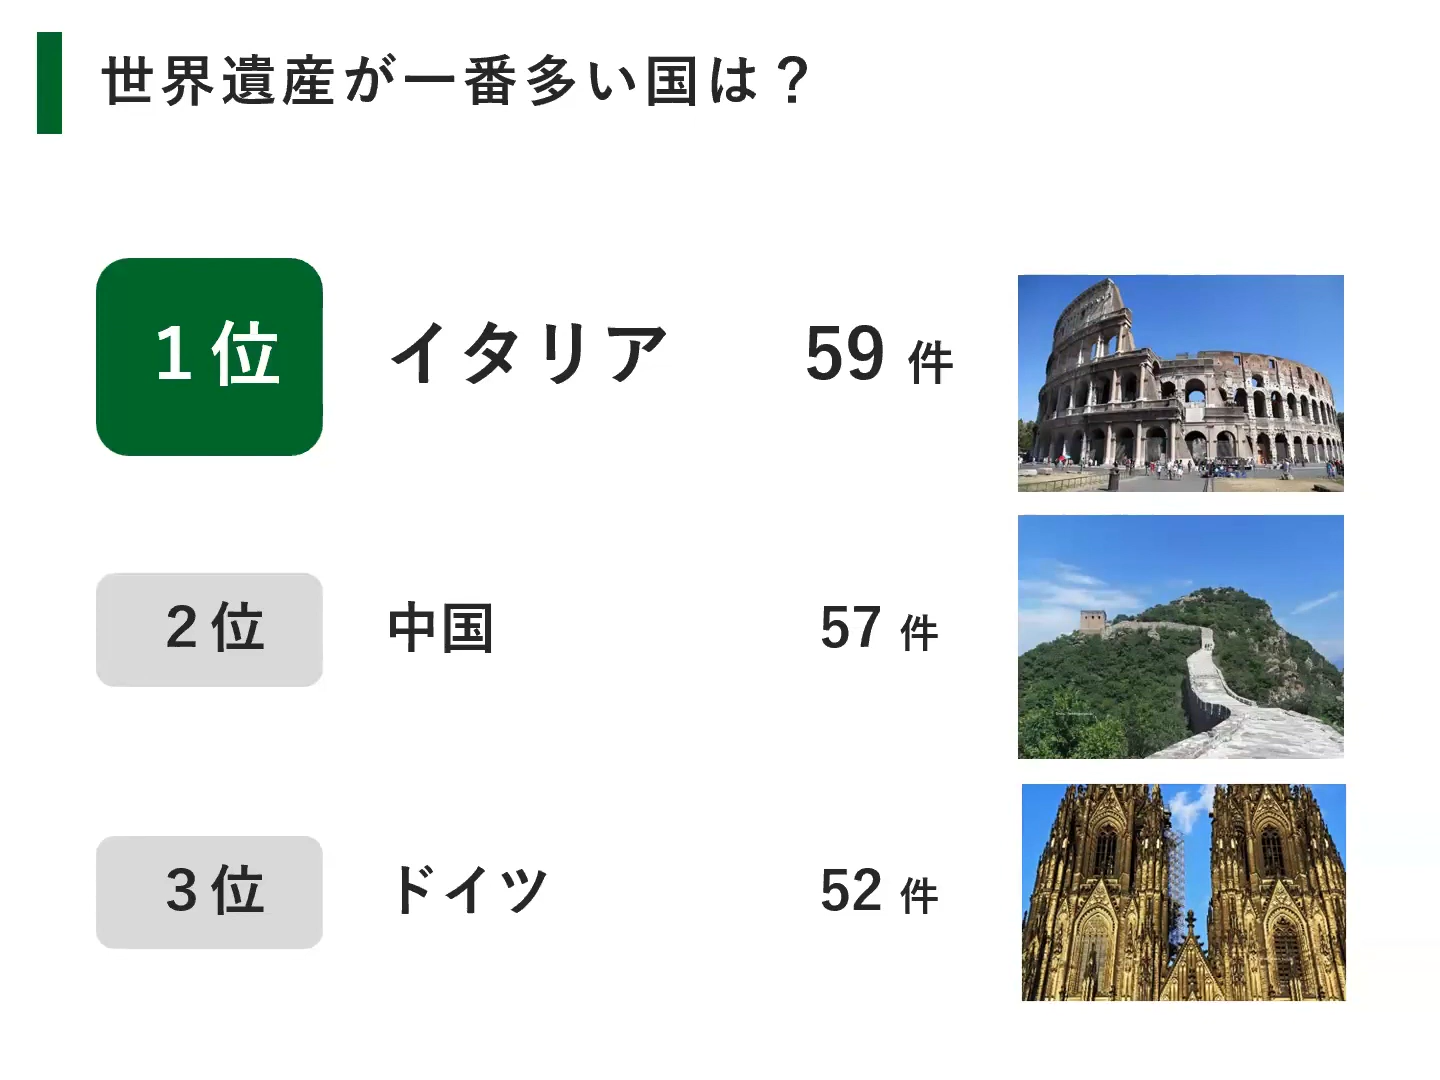 世界遺産が一番多い国は？
1位 イタリア 59 件
2位 中国 57 件
3位 ドイツ 52 件